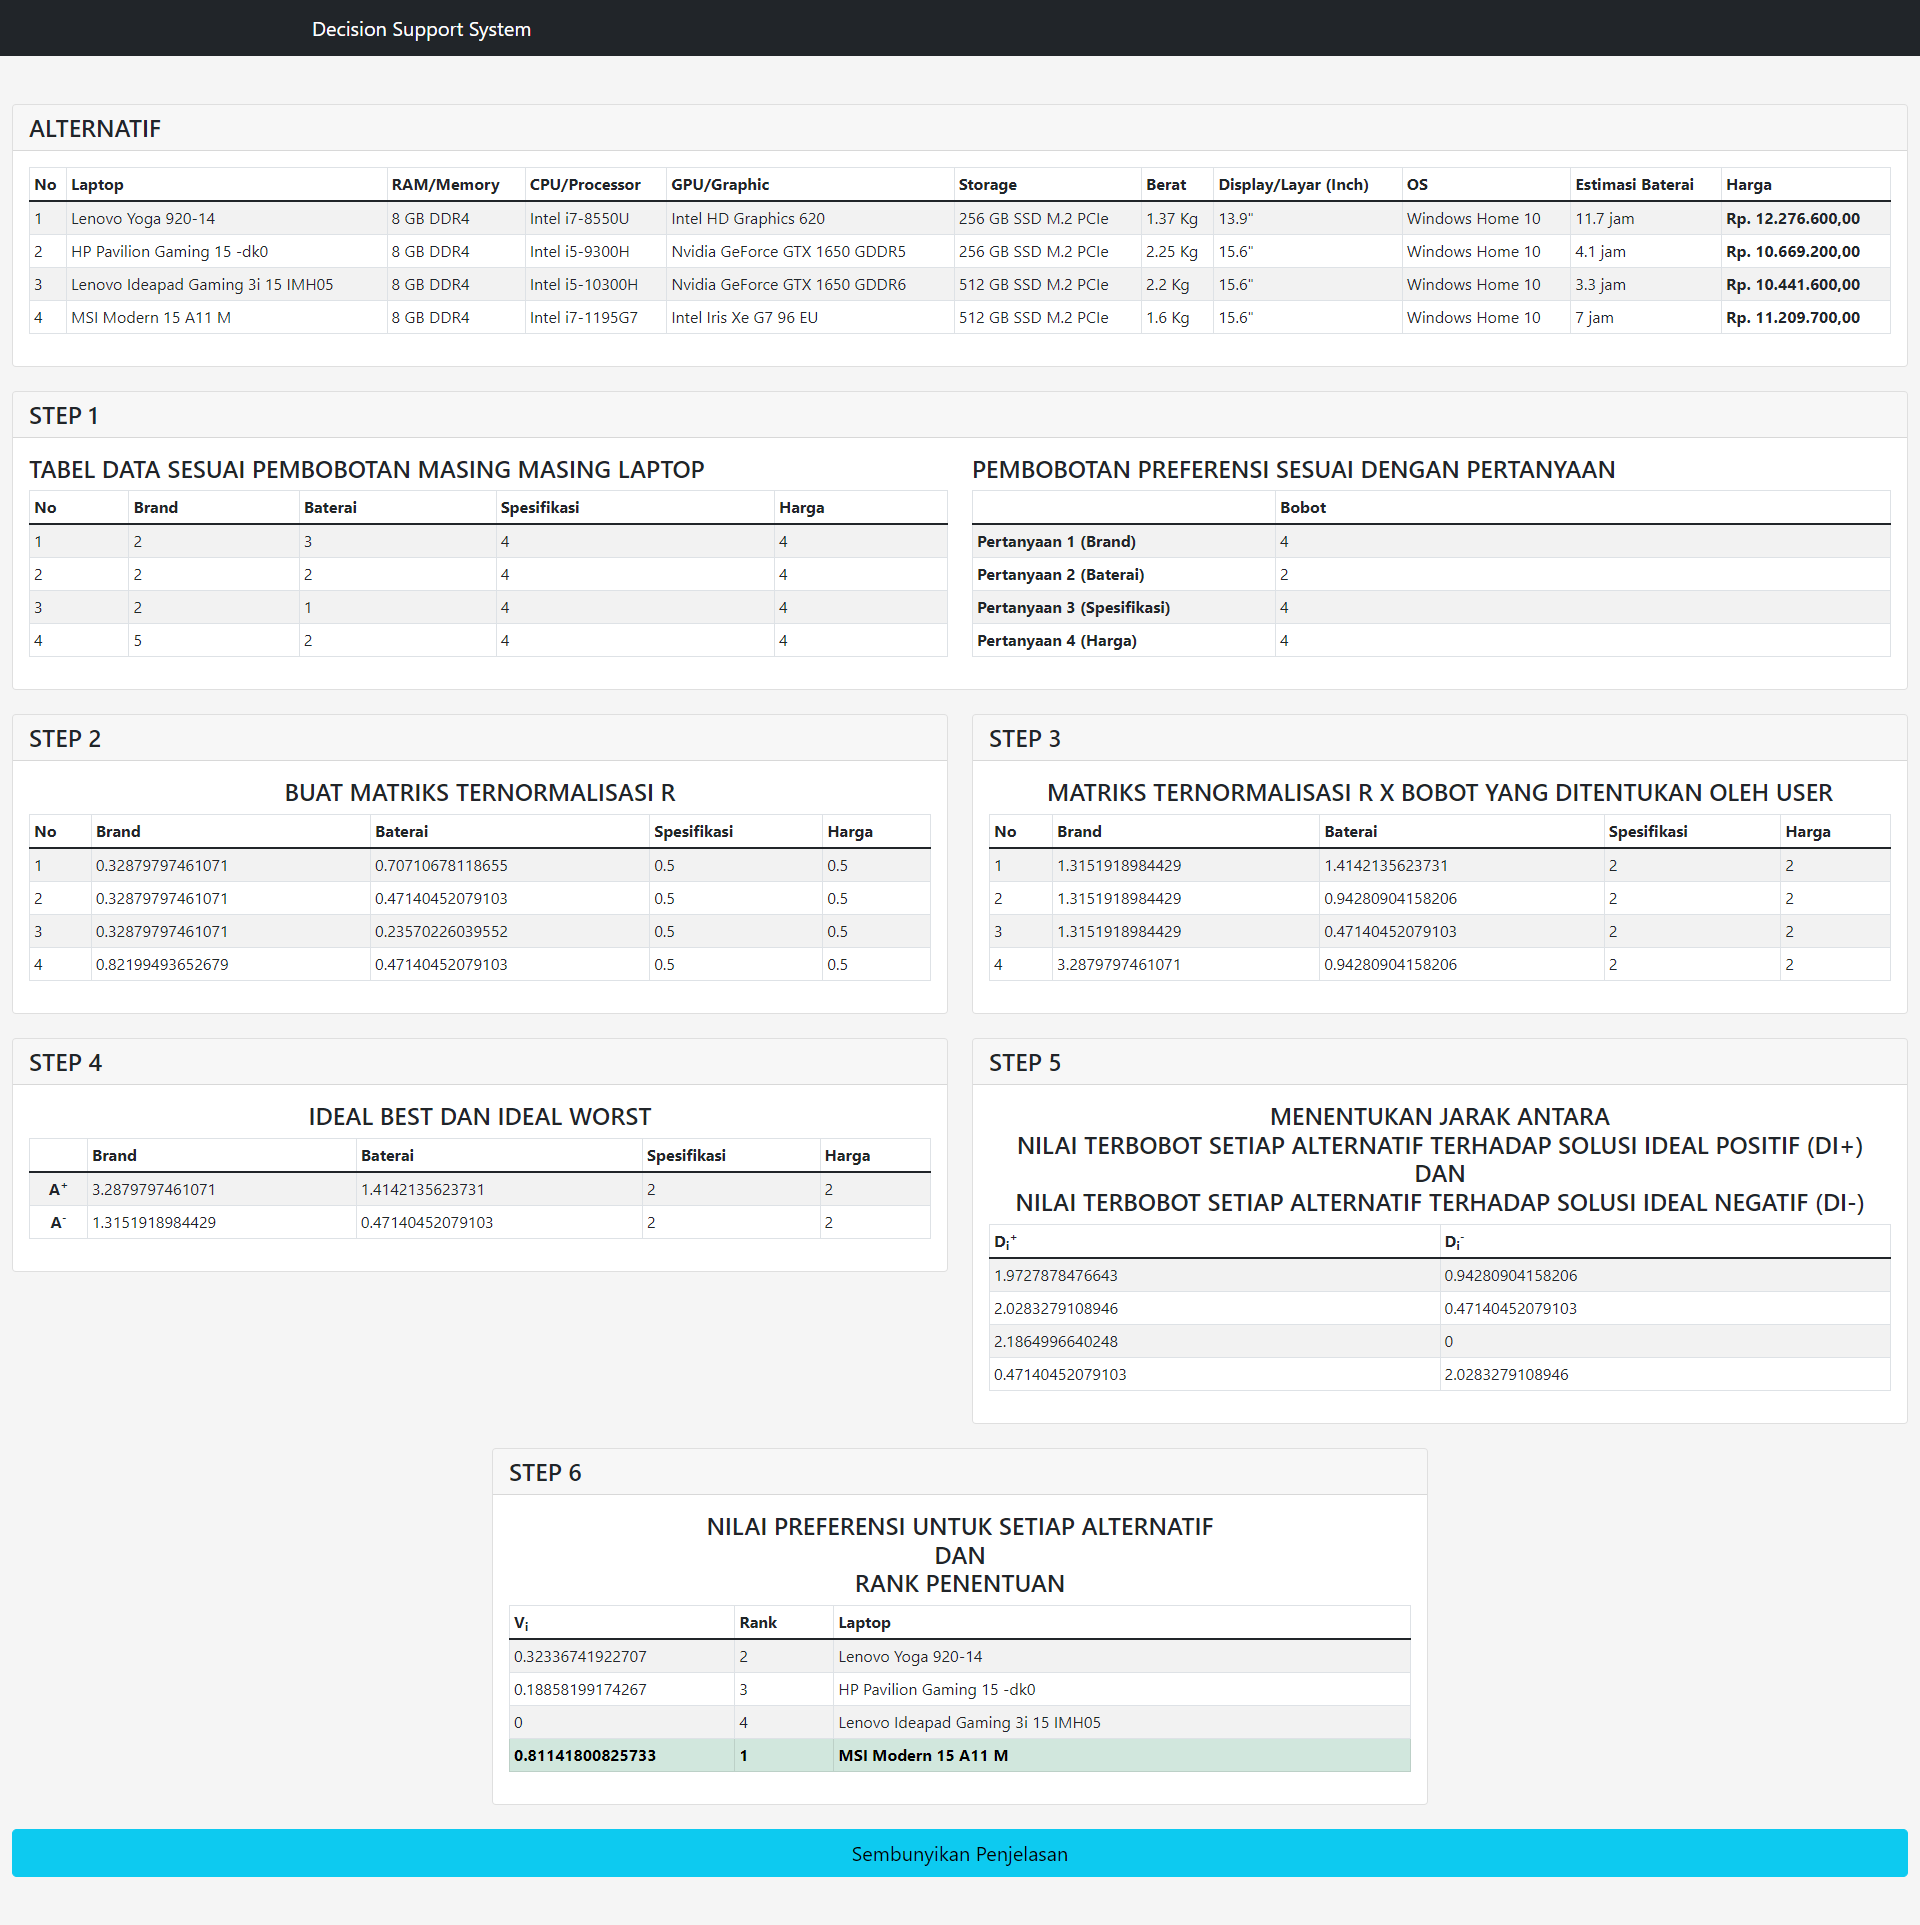 Decision Support System
ALTERNATIF
No Laptop RAM/Memory CPU/Processor GPU/Graphic Storage Berat Display/Layar (Inch) OS Estimasi Baterai Harga
1 Lenovo Yoga 920-14 8 GB DDR4 Intel i7-8550U Intel HD Graphics 620 256 GB SSD M.2 PCIe 1.37 Kg 13.9" Windows Home 10 11.7 jam Rp. 12.276.600,00
2 HP Pavilion Gaming 15 -dk0 8 GB DDR4 Intel i5-9300H Nvidia GeForce GTX 1650 GDDR5 256 GB SSD M.2 PCIe 2.25 Kg 15.6" Windows Home 10 4.1 jam Rp. 10.669.200,00
3 Lenovo Ideapad Gaming 3i 15 IMH05 8 GB DDR4 Intel i5-10300H Nvidia GeForce GTX 1650 GDDR6 512 GB SSD M.2 PCIe 2.2 Kg 15.6" Windows Home 10 3.3 jam Rp. 10.441.600,00
4 MSI Modern 15 A11 M 8 GB DDR4 Intel i7-1195G7 Intel Iris Xe G7 96 EU 512 GB SSD M.2 PCIe 1.6 Kg 15.6" Windows Home 10 7 jam Rp. 11.209.700,00
STEP 1
TABEL DATA SESUAI PEMBOBOTAN MASING MASING LAPTOP
No Brand Baterai Spesifikasi Harga
1 2 3 4 4
2 2 2 4 4
3 2 1 4 4
4 5 2 4 4
PEMBOBOTAN PREFERENSI SESUAI DENGAN PERTANYAAN
Bobot
Pertanyaan 1 (Brand) 4
Pertanyaan 2 (Baterai) 2
Pertanyaan 3 (Spesifikasi) 4
Pertanyaan 4 (Harga) 4
STEP 2
BUAT MATRIKS TERNORMALISASI R
No Brand Baterai Spesifikasi Harga
1 0.32879797461071 0.70710678118655 0.5 0.5
2 0.32879797461071 0.47140452079103 0.5 0.5
3 0.32879797461071 0.23570226039552 0.5 0.5
4 0.82199493652679 0.47140452079103 0.5 0.5
STEP 3
MATRIKS TERNORMALISASI R X BOBOT YANG DITENTUKAN OLEH USER
No Brand Baterai Spesifikasi Harga
1 1.3151918984429 1.4142135623731 2 2
2 1.3151918984429 0.94280904158206 2 2
3 1.3151918984429 0.47140452079103 2 2
4 3.2879797461071 0.94280904158206 2 2
STEP 4
IDEAL BEST DAN IDEAL WORST
Brand Baterai Spesifikasi Harga
A+ 3.2879797461071 1.4142135623731 2 2
A- 1.3151918984429 0.47140452079103 2 2
STEP 5
MENENTUKAN JARAK ANTARA
NILAI TERBOBOT SETIAP ALTERNATIF TERHADAP SOLUSI IDEAL POSITIF (DI+)
DAN
NILAI TERBOBOT SETIAP ALTERNATIF TERHADAP SOLUSI IDEAL NEGATIF (DI-)
Di+ Di-
1.9727878476643 0.94280904158206
2.0283279108946 0.47140452079103
2.1864996640248 0
0.47140452079103 2.0283279108946
STEP 6
NILAI PREFERENSI UNTUK SETIAP ALTERNATIF
DAN
RANK PENENTUAN
Vi Rank Laptop
0.32336741922707 2 Lenovo Yoga 920-14
0.18858199174267 3 HP Pavilion Gaming 15 -dk0
0 4 Lenovo Ideapad Gaming 3i 15 IMH05
0.81141800825733 1 MSI Modern 15 A11 M
Sembunyikan Penjelasan